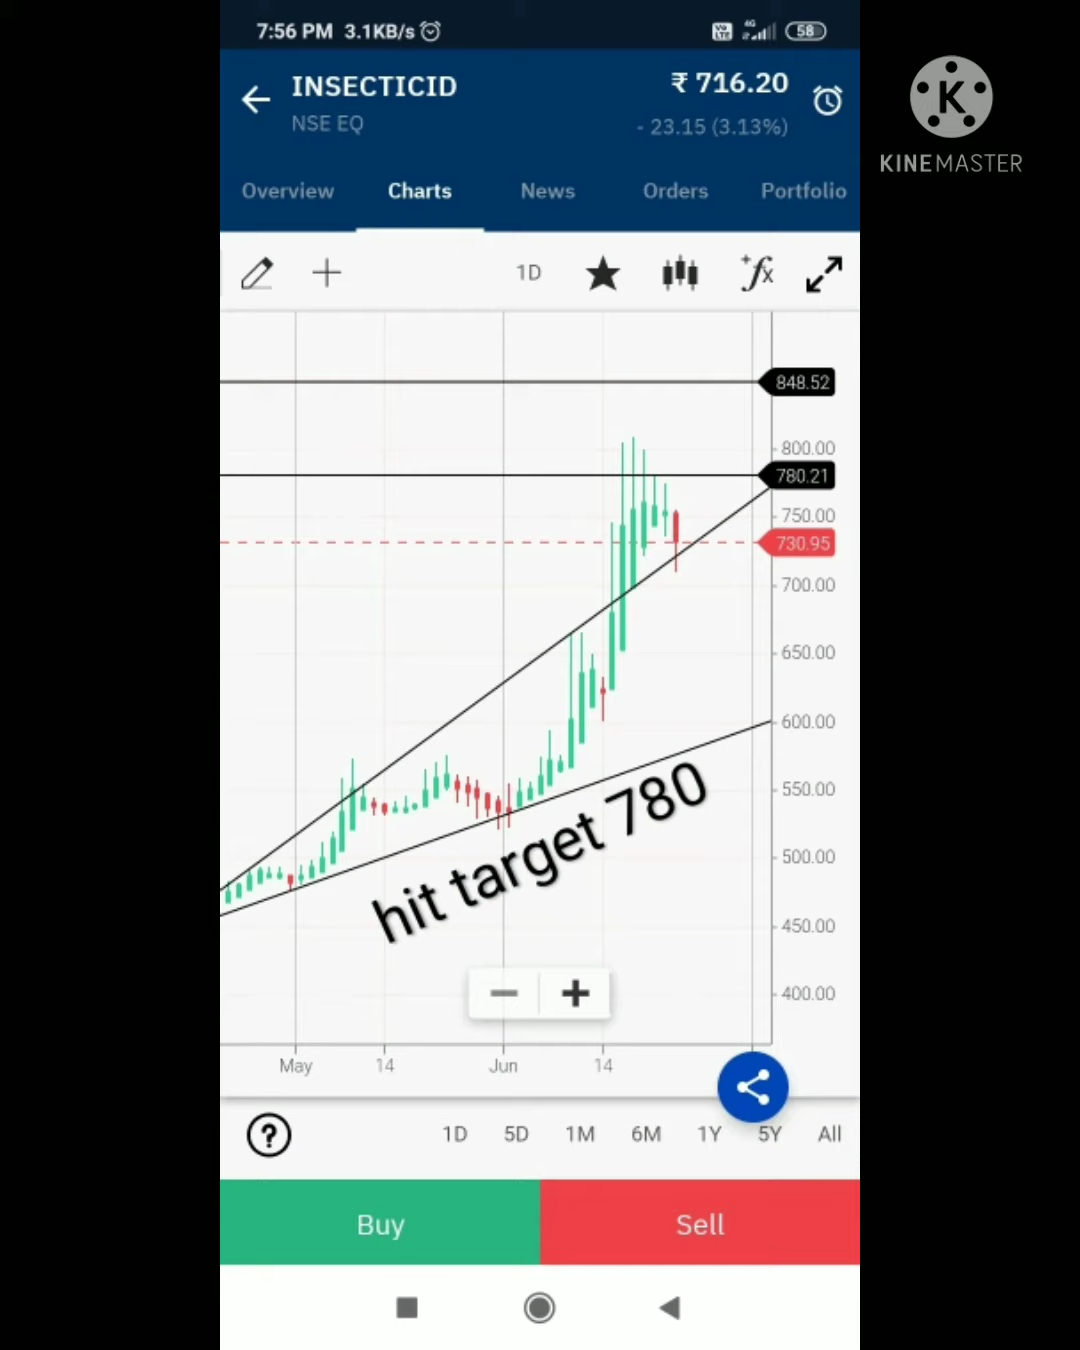 7:56 PM 3.1KB/s
4G 58
INSECTICID
₹ 716.20
NSE EQ
- 23.15 (3.13%)
K
KINEMASTER
Overview Charts News Orders Portfolio
1D
+fx
848.52
800.00
780.21
750.00
730.95
700.00
650.00
600.00
550.00
500.00
450.00
400.00
hit target 780
− +
May 14 Jun 14
?
1D 5D 1M 6M 1Y 5Y All
Buy Sell